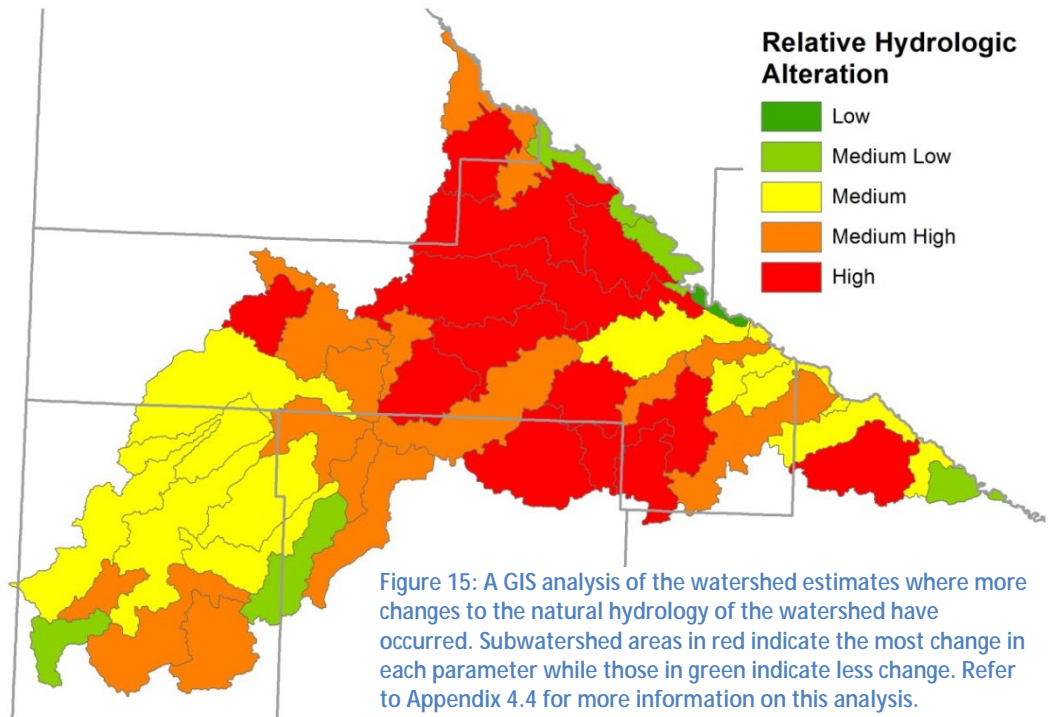 Relative Hydrologic
Alteration
Low
Medium Low
Medium
Medium High
High
Figure 15: A GIS analysis of the watershed estimates where more
changes to the natural hydrology of the watershed have
occurred. Subwatershed areas in red indicate the most change in
each parameter while those in green indicate less change. Refer
to Appendix 4.4 for more information on this analysis.